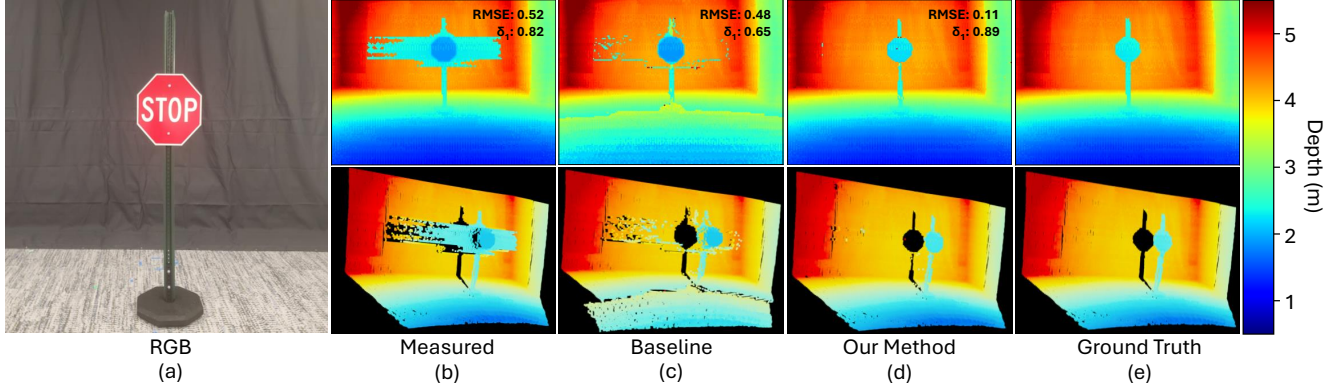 STOP
RMSE: 0.52
δ₁: 0.82
RMSE: 0.48
δ₁: 0.65
RMSE: 0.11
δ₁: 0.89
5
4
3
2
1
Depth (m)
RGB
Measured
Baseline
Our Method
Ground Truth
(a)
(b)
(c)
(d)
(e)